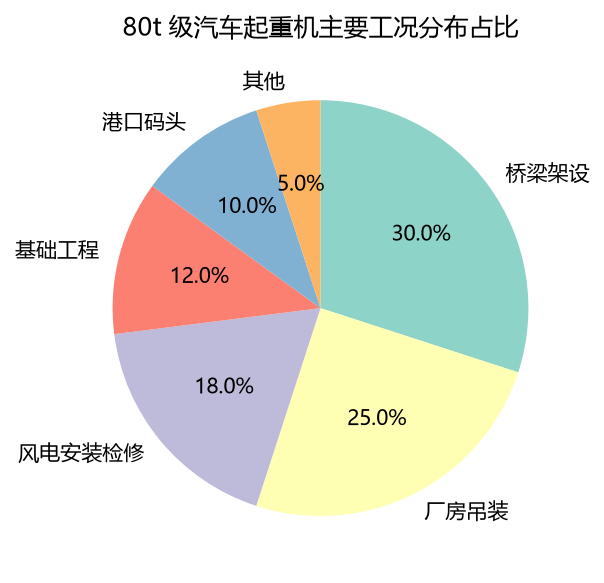 80t 级汽车起重机主要工况分布占比
其他
港口码头
桥梁架设
5.0%
10.0%
30.0%
基础工程
12.0%
18.0%
25.0%
风电安装检修
厂房吊装